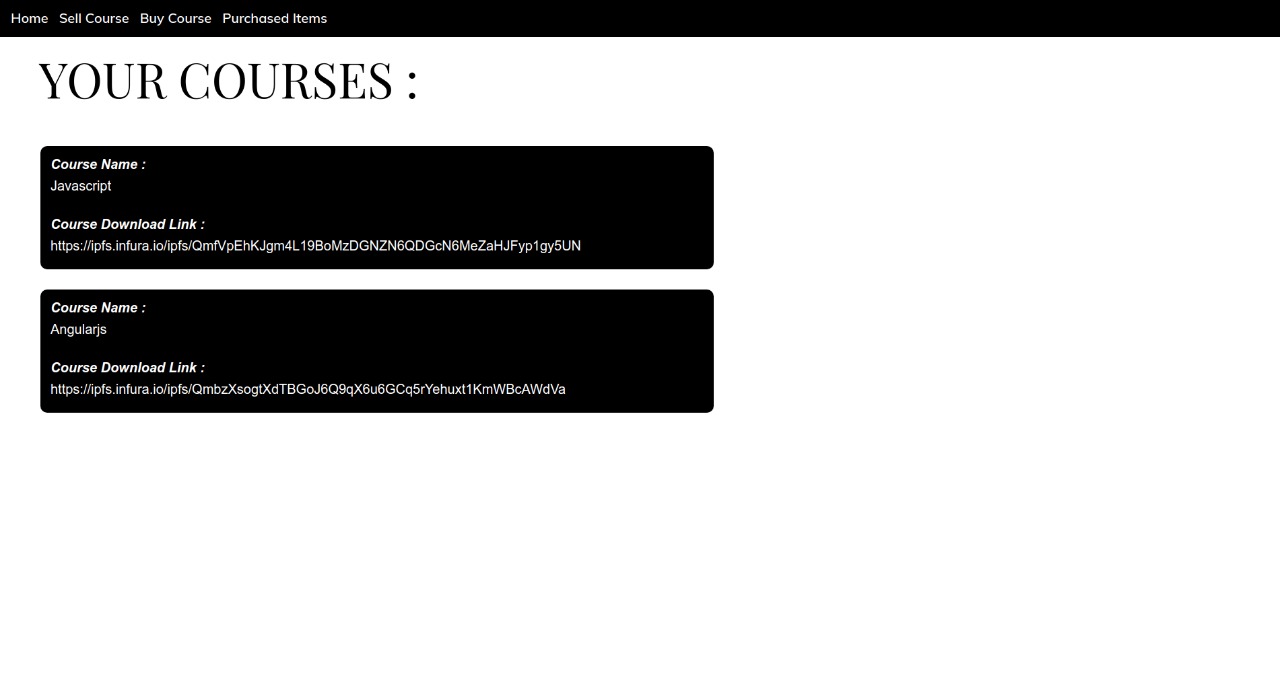 Home Sell Course Buy Course Purchased Items
YOUR COURSES :
Course Name :
Javascript
Course Download Link :
https://ipfs.infura.io/ipfs/QmfVpEhKJgm4L19BoMzDGNZN6QDGcN6MeZaHJFyp1gy5UN
Course Name :
Angularjs
Course Download Link :
https://ipfs.infura.io/ipfs/QmbzXsogtXdTBGoJ6Q9qX6u6GCq5rYehuxt1KmWBcAWdVa